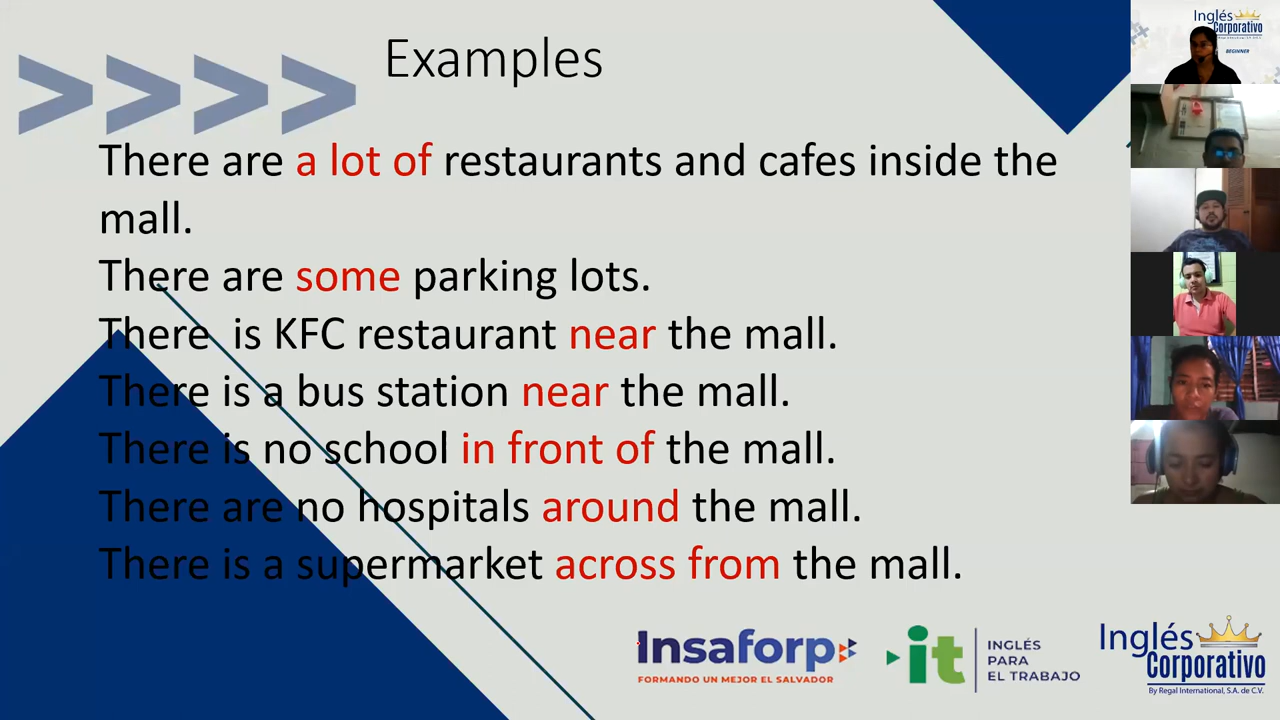 Examples
There are a lot of restaurants and cafes inside the
mall.
There are some parking lots.
There  is KFC restaurant near the mall.
There is a bus station near the mall.
There is no school in front of the mall.
There are no hospitals around the mall.
There is a supermarket across from the mall.
Insaforp
FORMANDO UN MEJOR EL SALVADOR
it
INGLÉS
PARA
EL TRABAJO
Inglés
Corporativo
By Regal International, S.A. de C.V.
Inglés
Corporativo
BEGINNER